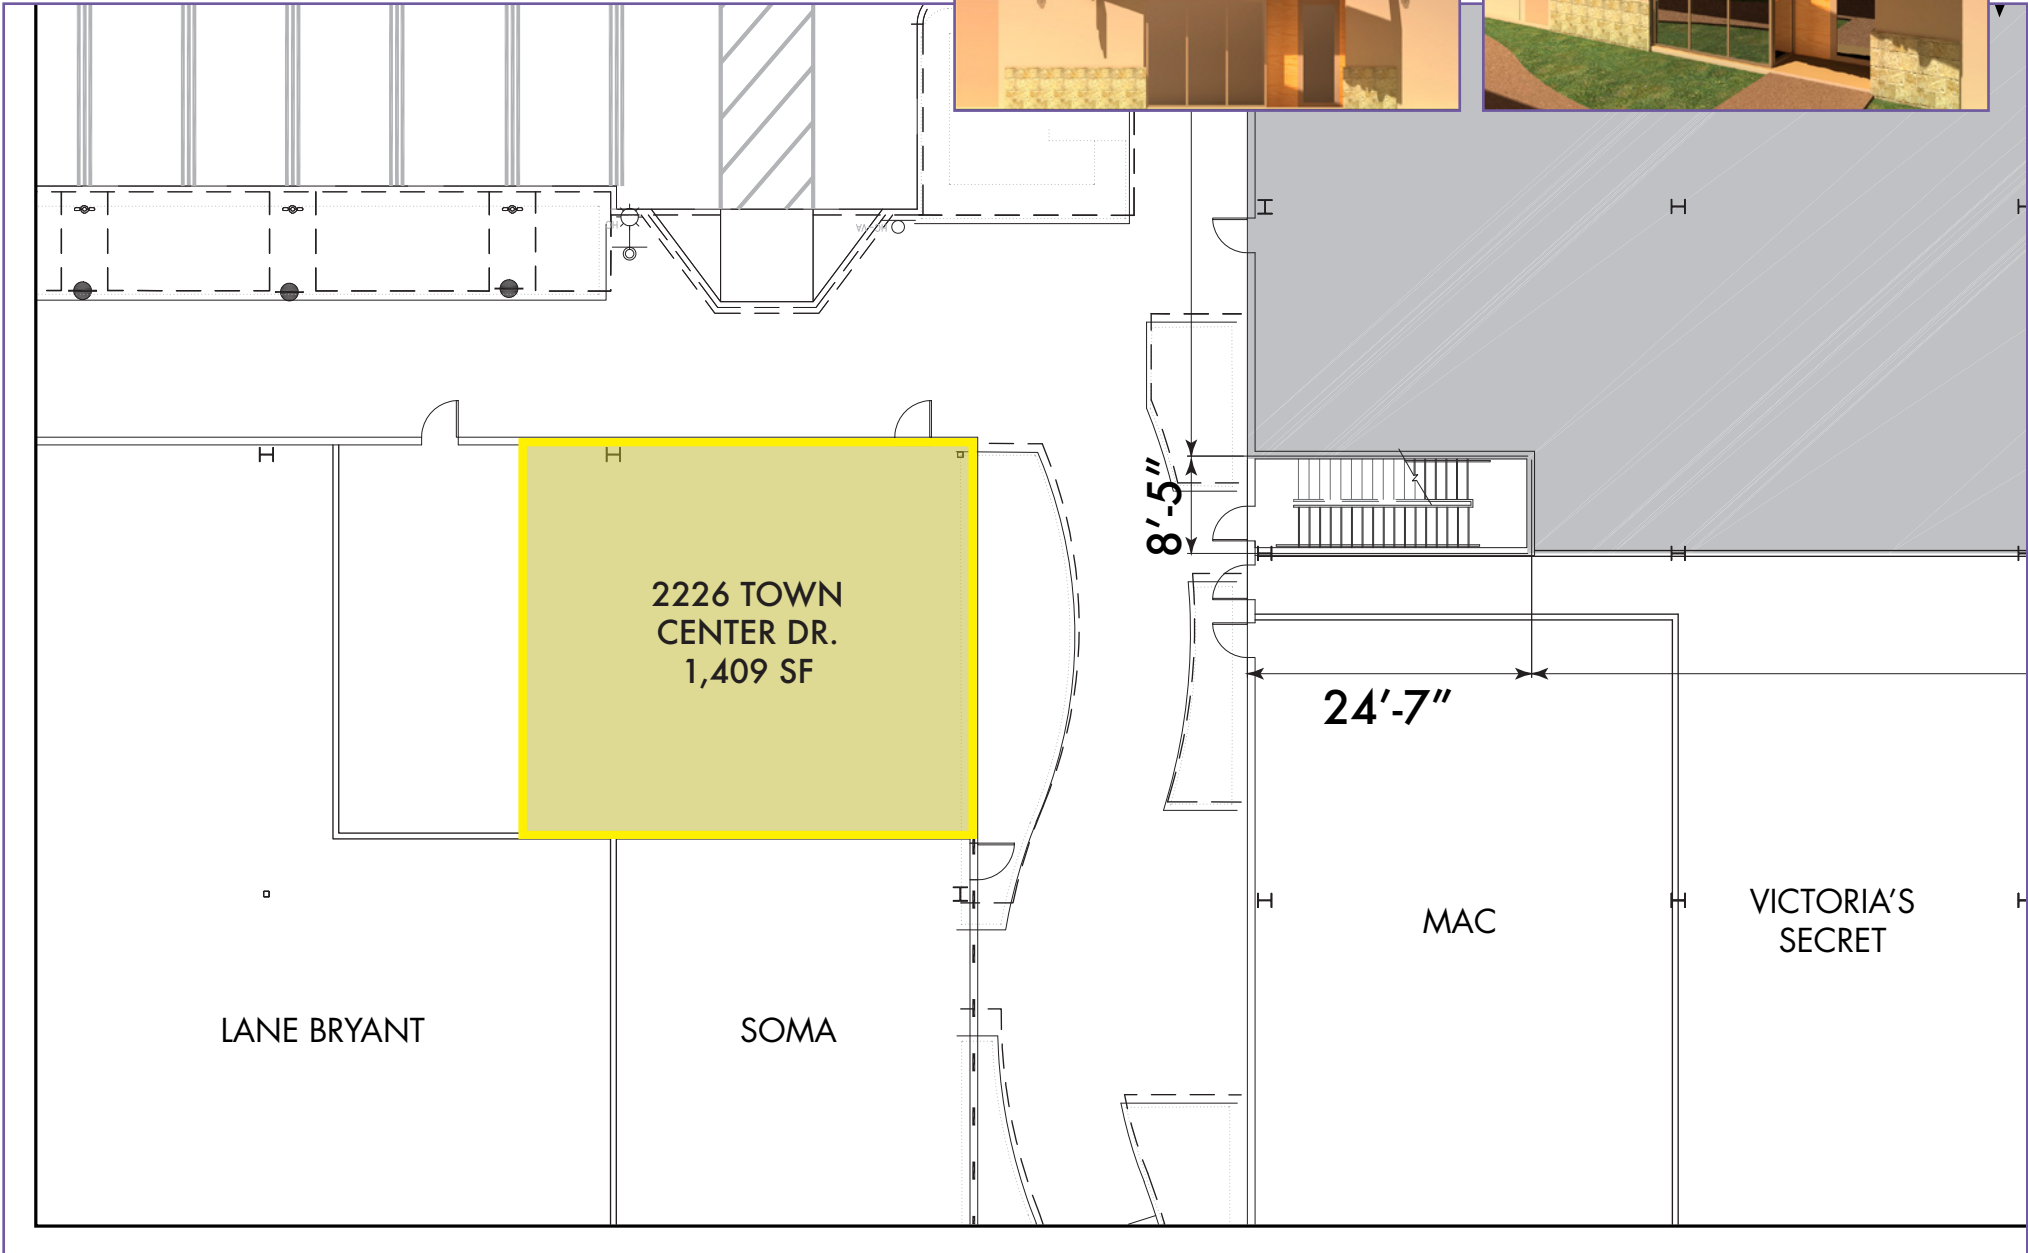 8’-5”
2226 TOWN
CENTER DR.
1,409 SF
24’-7”
MAC
VICTORIA’S
SECRET
LANE BRYANT
SOMA